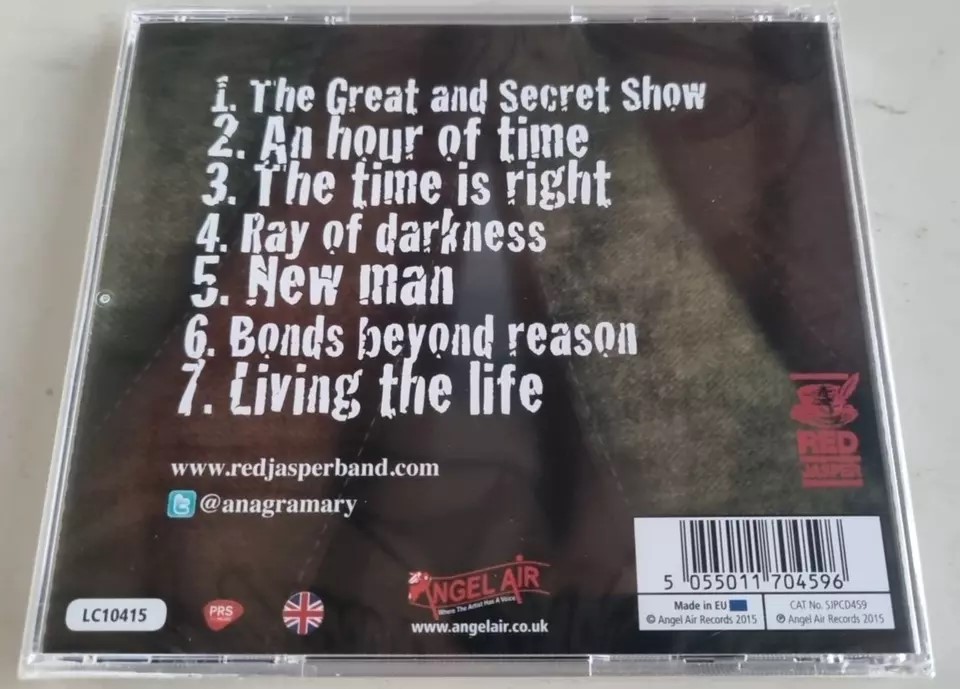 1. The Great and Secret Show
2. An hour of time
3. The time is right
4. Ray of darkness
5. New man
6. Bonds beyond reason
7. Living the life
www.redjasperband.com
@anagramary
RED
JASPER
LC10415
PRS
ANGEL AIR
Where The Artist Has A Voice
www.angelair.co.uk
5 055011 704596
Made in EU
© Angel Air Records 2015
CAT No. SJPCD459
℗ Angel Air Records 2015